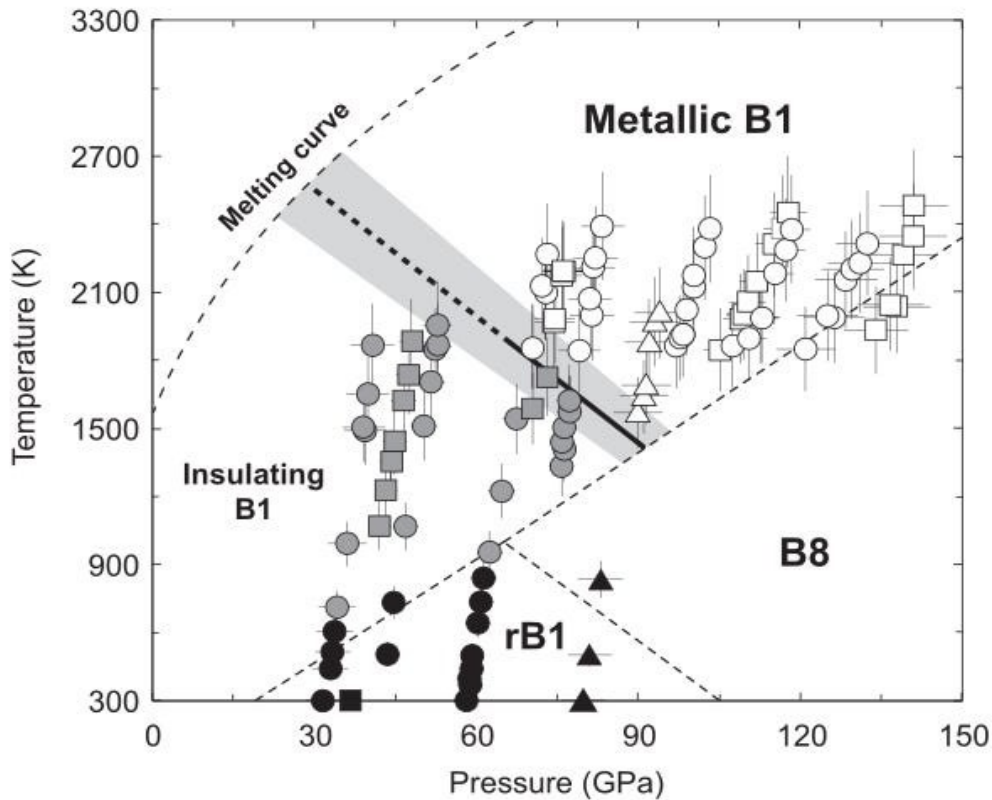 3300
2700
2100
1500
900
300
Temperature (K)
Melting curve
Metallic B1
Insulating
B1
B8
rB1
0
30
60
90
120
150
Pressure (GPa)